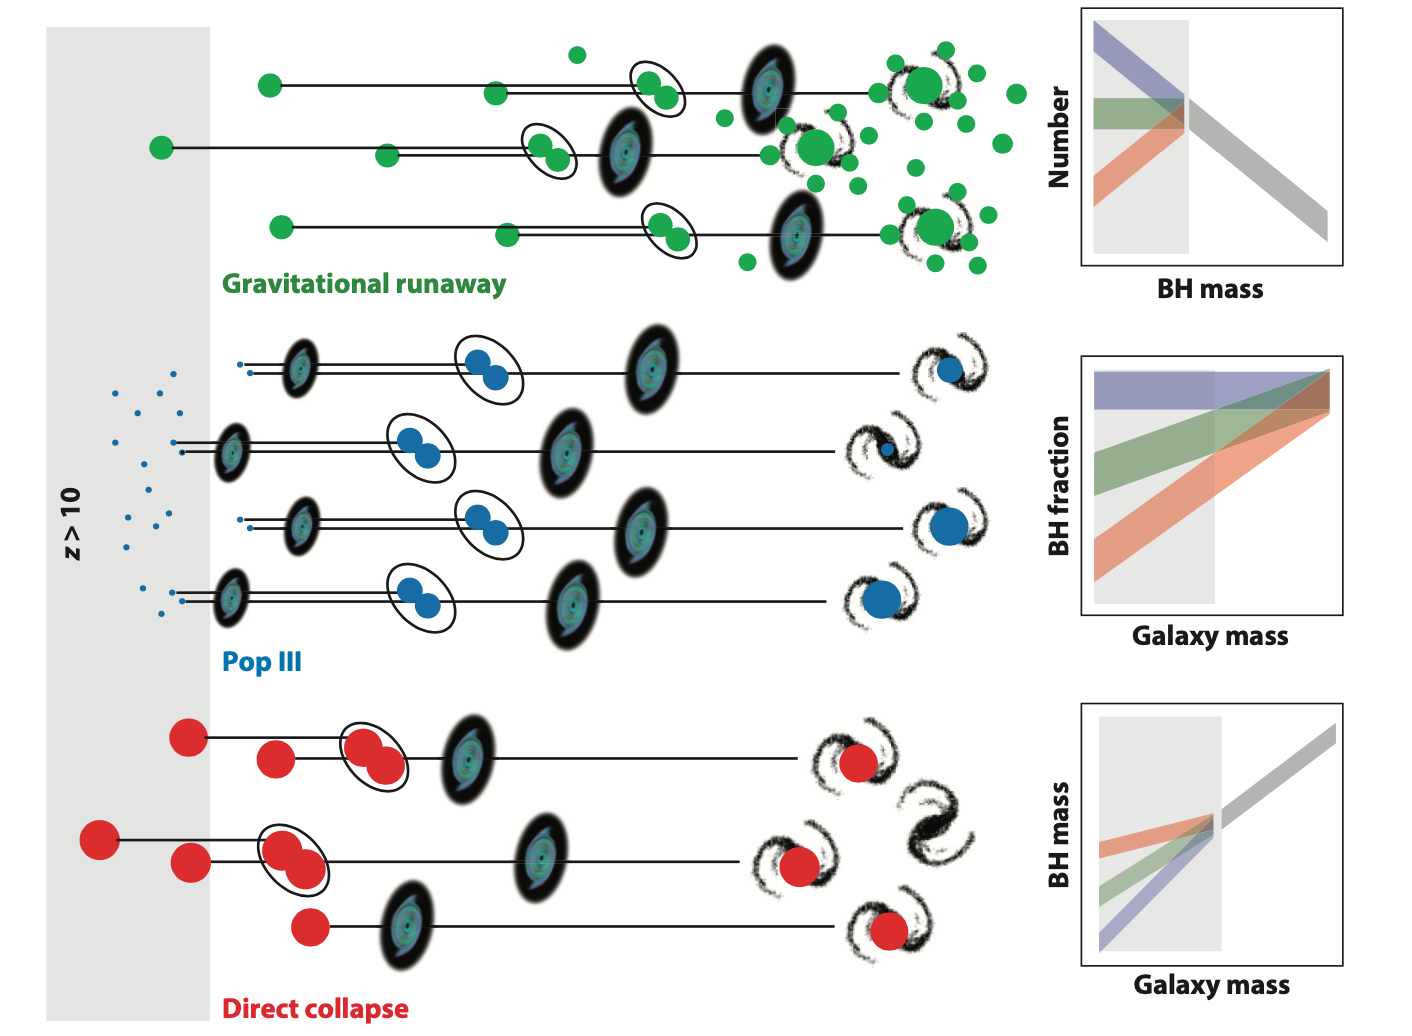 z > 10
Gravitational runaway
Pop III
Direct collapse
Number
BH mass
BH fraction
Galaxy mass
BH mass
Galaxy mass